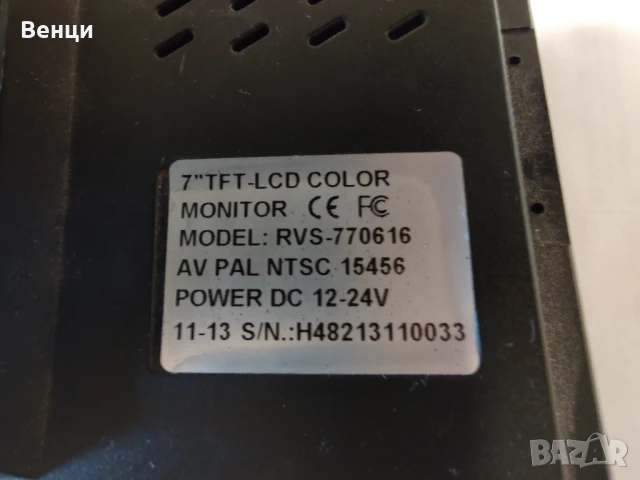 Венци
7"TFT-LCD COLOR
MONITOR CE FC
MODEL: RVS-770616
AV PAL NTSC 15456
POWER DC 12-24V
11-13 S/N.:H48213110033
BAZAR